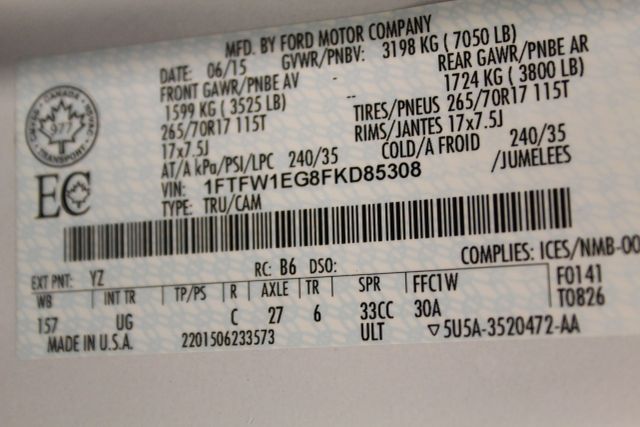 MFD. BY FORD MOTOR COMPANY
DATE: 06/15 GVWR/PNBV: 3198 KG ( 7050 LB)
FRONT GAWR/PNBE AV REAR GAWR/PNBE AR
1599 KG ( 3525 LB) -- 1724 KG ( 3800 LB)
265/70R17 115T -- TIRES/PNEUS 265/70R17 115T
17x7.5J RIMS/JANTES 17x7.5J
AT/A kPa/PSI/LPC 240/35 COLD/A FROID 240/35
VIN: 1FTFW1EG8FKD85308 /JUMELEES
TYPE: TRU/CAM
CANADA
977
TRANSPORT
EC
COMPLIES: ICES/NMB-00
EXT PNT: YZ RC: B6 DSO:
WB INT TR TP/PS R AXLE TR SPR FFC1W F0141
157 UG C 27 6 33CC 30A T0826
MADE IN U.S.A. 2201506233573 ULT ▽5U5A-3520472-AA